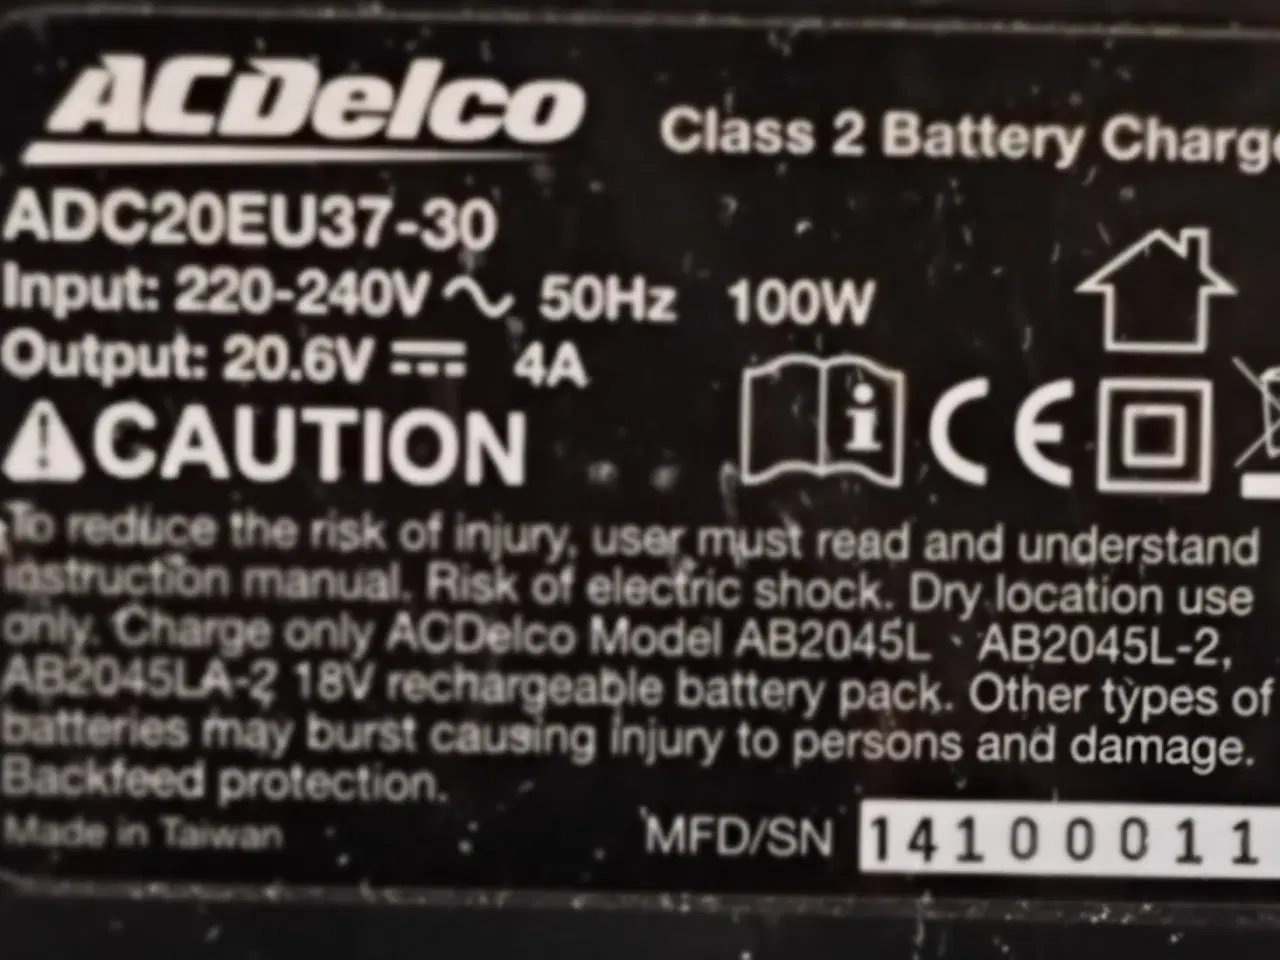 ACDelco
Class 2 Battery Charge
ADC20EU37-30
Input: 220-240V ~ 50Hz 100W
Output: 20.6V ⎓ 4A
CAUTION
To reduce the risk of injury, user must read and understand
instruction manual. Risk of electric shock. Dry location use
only. Charge only ACDelco Model AB2045L、AB2045L-2,
AB2045LA-2 18V rechargeable battery pack. Other types of
batteries may burst causing injury to persons and damage.
Backfeed protection.
Made in Taiwan
MFD/SN 14100011